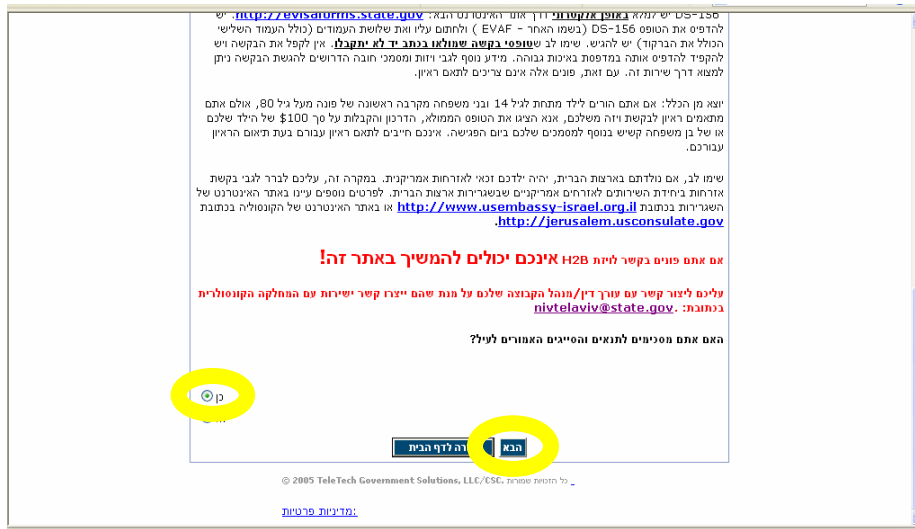 DS-156 יש למלא באופן אלקטרוני דרך אתר האינטרנט הבא: http://evisaforms.state.gov. יש
להדפיס את הטופס DS-156 (בשמו האחר - EVAF ) ולחתום עליו ואת שלושת העמודים (כולל העמוד השלישי
הכולל את הברקוד) יש להגיש. שימו לב שטופסי בקשה שמולאו בכתב יד לא יתקבלו. אין לקפל את הבקשה ויש
להקפיד להדפיס אותה במדפסת באיכות גבוהה. מידע נוסף לגבי ויזות ומסמכי חובה הדרושים להגשת הבקשה ניתן
למצוא דרך שירות זה. עם זאת, פונים אלה אינם צריכים לתאם ראיון.
יוצא מן הכלל: אם אתם הורים לילד מתחת לגיל 14 ובני משפחה מקרבה ראשונה של פונה מעל גיל 80, אולם אתם
מתאמים ראיון לבקשת ויזה משלכם, אנא הציגו את הטופס הממולא, הדרכון והקבלות על סך 100$ של הילד שלכם
או של בן משפחה קשיש בנוסף למסמכים שלכם ביום הפגישה. אינכם חייבים לתאם ראיון עבורם בעת תיאום הראיון
עבורכם.
שימו לב, אם נולדתם בארצות הברית, יהיה ילדכם זכאי לאזרחות אמריקנית. במקרה זה, עליכם לברר לגבי בקשת
אזרחות ביחידת השירותים לאזרחים אמריקניים שבשגרירות ארצות הברית. לפרטים נוספים עיינו באתר האינטרנט של
השגרירות בכתובת http://www.usembassy-israel.org.il או באתר האינטרנט של הקונסוליה בכתובת
http://jerusalem.usconsulate.gov.
אם אתם פונים בקשר לויזת H2B אינכם יכולים להמשיך באתר זה!
עליכם ליצור קשר עם עורך דין/מנהל הקבוצה שלכם על מנת שהם ייצרו קשר ישירות עם המחלקה הקונסולרית
בכתובת: .nivtelaviv@state.gov
האם אתם מסכימים לתנאים והסייגים האמורים לעיל?
כן
הבא
רה לדף הבית
© 2005 TeleTech Government Solutions, LLC/CSC. כל הזכויות שמורות
מדיניות פרטיות: